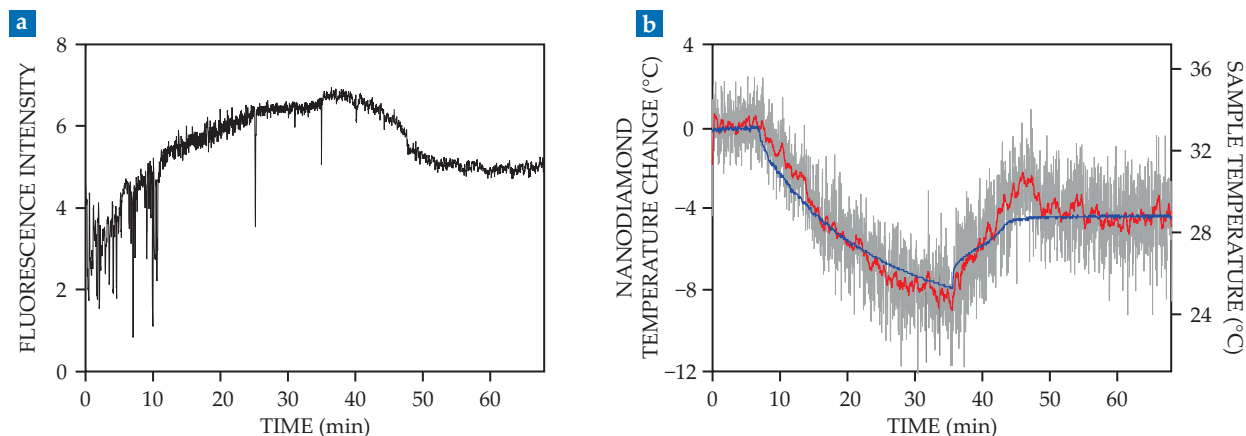 a
FLUORESCENCE INTENSITY
8
6
4
2
0
0 10 20 30 40 50 60
TIME (min)
b
NANODIAMOND
TEMPERATURE CHANGE (°C)
4
0
−4
−8
−12
0 10 20 30 40 50 60
TIME (min)
36
32
28
24
SAMPLE TEMPERATURE (°C)